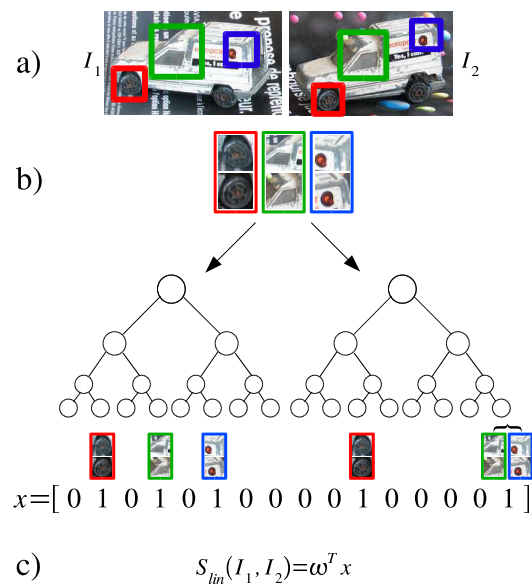 a) I₁ I₂
b)
x=[ 0 1 0 1 0 1 0 0 0 0 1 0 0 0 0 1 ]
c) Sₗᵢₙ(I₁, I₂)=ωᵀ x